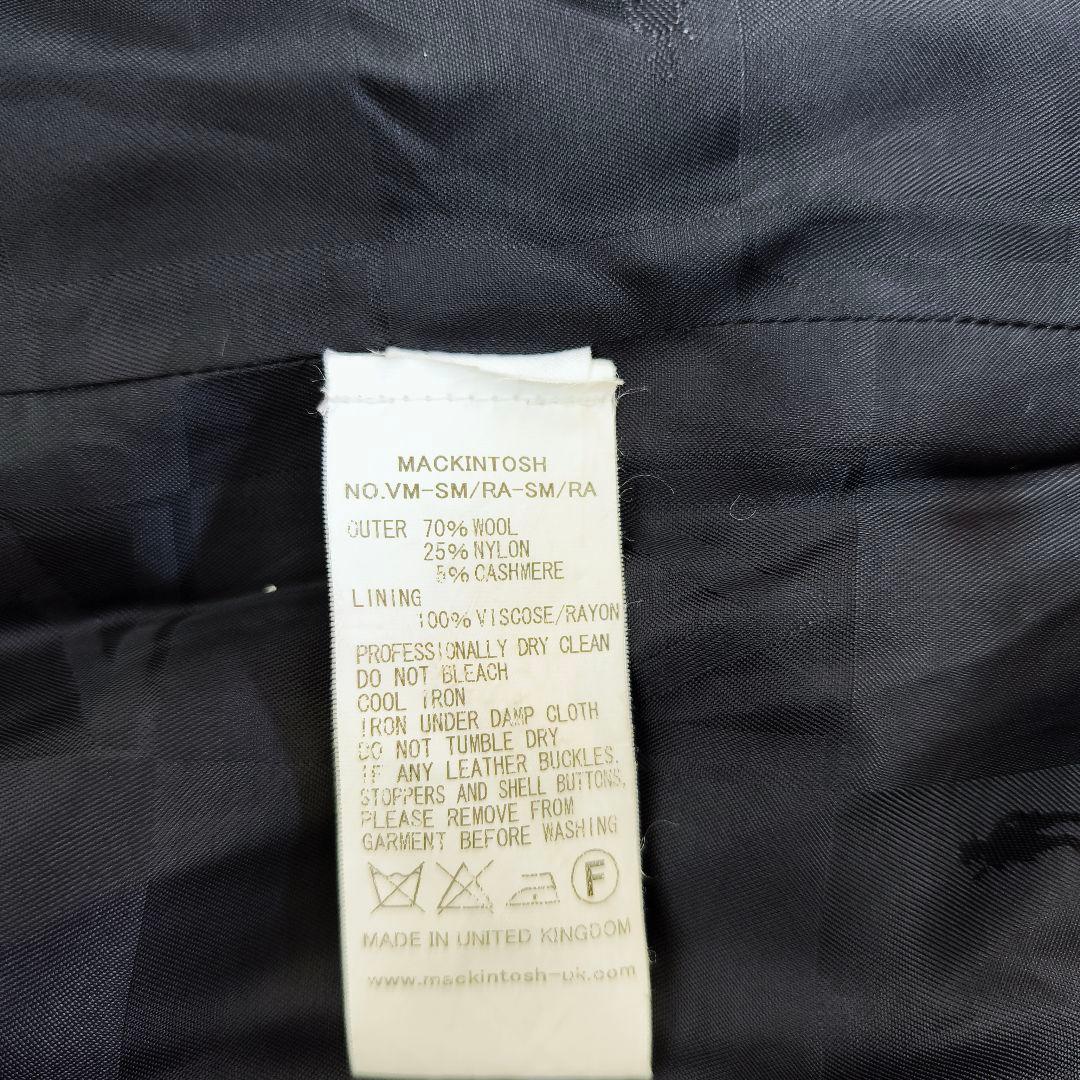 MACKINTOSH
NO.VM-SM/RA-SM/RA
OUTER 70% WOOL
25% NYLON
5% CASHMERE
LINING
100% VISCOSE/RAYON
PROFESSIONALLY DRY CLEAN
DO NOT BLEACH
COOL IRON
IRON UNDER DAMP CLOTH
DO NOT TUMBLE DRY
IF ANY LEATHER BUCKLES,
STOPPERS AND SHELL BUTTONS,
PLEASE REMOVE FROM
GARMENT BEFORE WASHING
F
MADE IN UNITED KINGDOM
www.mackintosh-uk.com